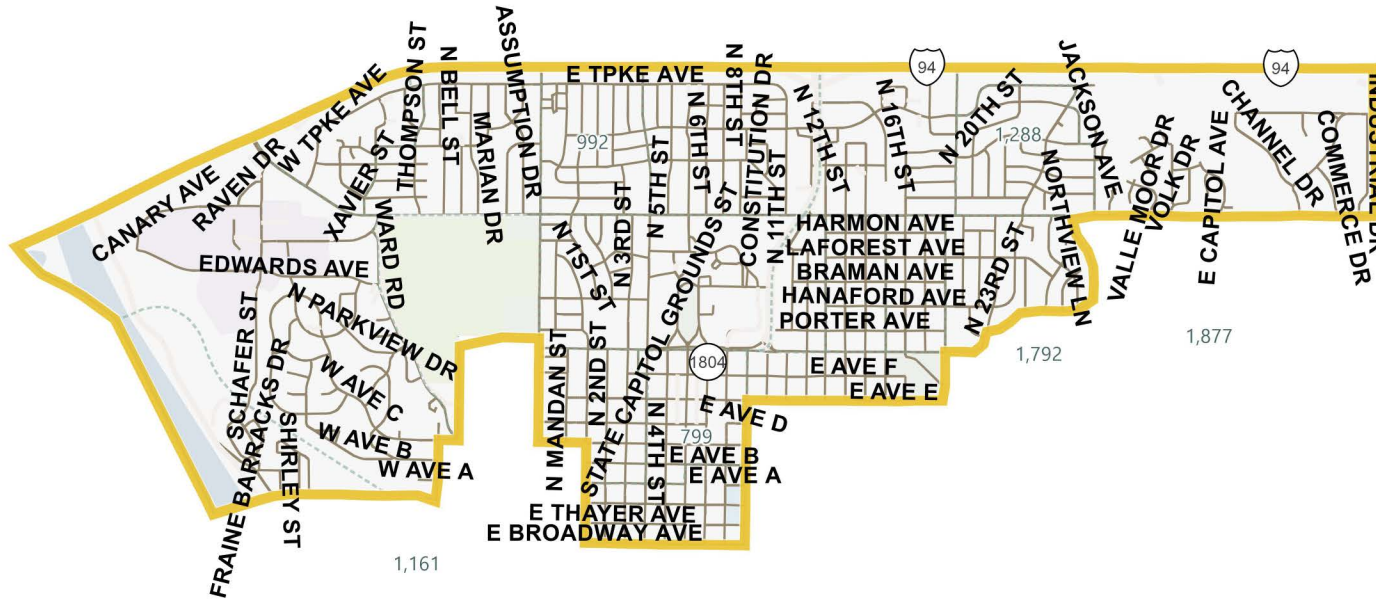 94
94
E TPKE AVE
W TPKE AVE
THOMPSON ST
N BELL ST
ASSUMPTION DR
MARIAN DR
992
N 6TH ST
N 8TH ST
CONSTITUTION DR
N 12TH ST
N 16TH ST
N 20TH ST
1,288
JACKSON AVE
NORTHVIEW LN
VALLE MOOR DR
VOLK DR
E CAPITOL AVE
CHANNEL DR
COMMERCE DR
INDUSTRIAL DR
CANARY AVE
RAVEN DR
XAVIER ST
WARD RD
N 1ST ST
N 3RD ST
N 5TH ST
N 11TH ST
HARMON AVE
LAFOREST AVE
BRAMAN AVE
HANAFORD AVE
PORTER AVE
N 23RD ST
EDWARDS AVE
N PARKVIEW DR
SCHAFER ST
FRAINE BARRACKS DR
SHIRLEY ST
W AVE C
W AVE B
W AVE A
N MANDAN ST
N 2ND ST
STATE CAPITOL GROUNDS ST
N 4TH ST
1804
E AVE F
E AVE E
E AVE D
799
E AVE B
E AVE A
E THAYER AVE
E BROADWAY AVE
1,792
1,877
1,161